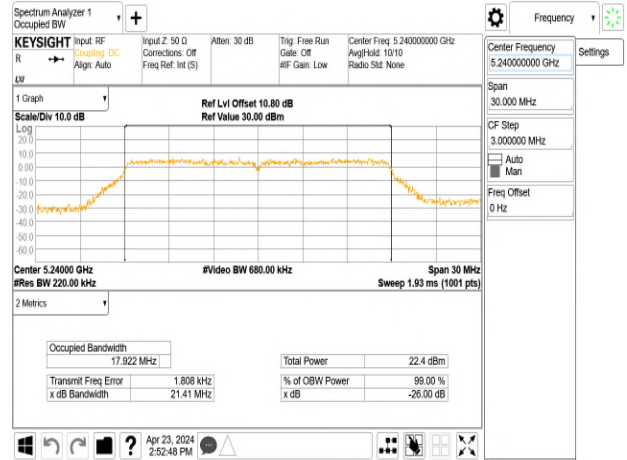 Spectrum Analyzer 1
Occupied BW
Frequency
KEYSIGHT
R
Input: RF
Coupling: DC
Align: Auto
Input Z: 50 Ω
Corrections: Off
Freq Ref: Int (S)
Atten: 30 dB
Trig: Free Run
Gate: Off
#IF Gain: Low
Center Freq: 5.240000000 GHz
Avg|Hold: 10/10
Radio Std: None
1 Graph
Scale/Div 10.0 dB
Ref Lvl Offset 10.80 dB
Ref Value 30.00 dBm
Log
20.0
10.0
0.00
-10.0
-20.0
-30.0
-40.0
-50.0
-60.0
Center 5.24000 GHz
#Res BW 220.00 kHz
#Video BW 680.00 kHz
Span 30 MHz
Sweep 1.93 ms (1001 pts)
2 Metrics
Occupied Bandwidth
17.922 MHz
Transmit Freq Error 1.808 kHz
x dB Bandwidth 21.41 MHz
Total Power 22.4 dBm
% of OBW Power 99.00 %
x dB -26.00 dB
Center Frequency
5.240000000 GHz
Settings
Span
30.000 MHz
CF Step
3.000000 MHz
Auto
Man
Freq Offset
0 Hz
?
Apr 23, 2024
2:52:48 PM